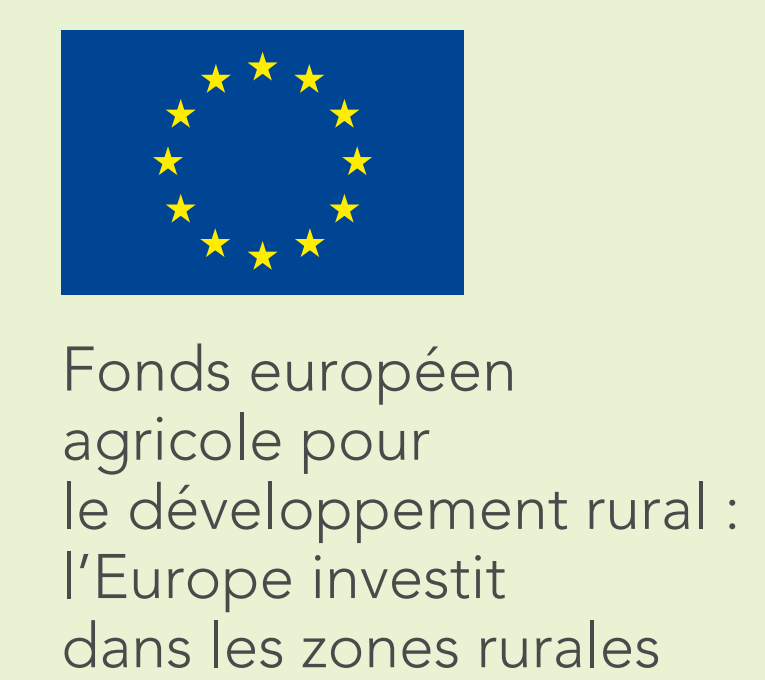 Fonds européen
agricole pour
le développement rural :
l’Europe investit
dans les zones rurales